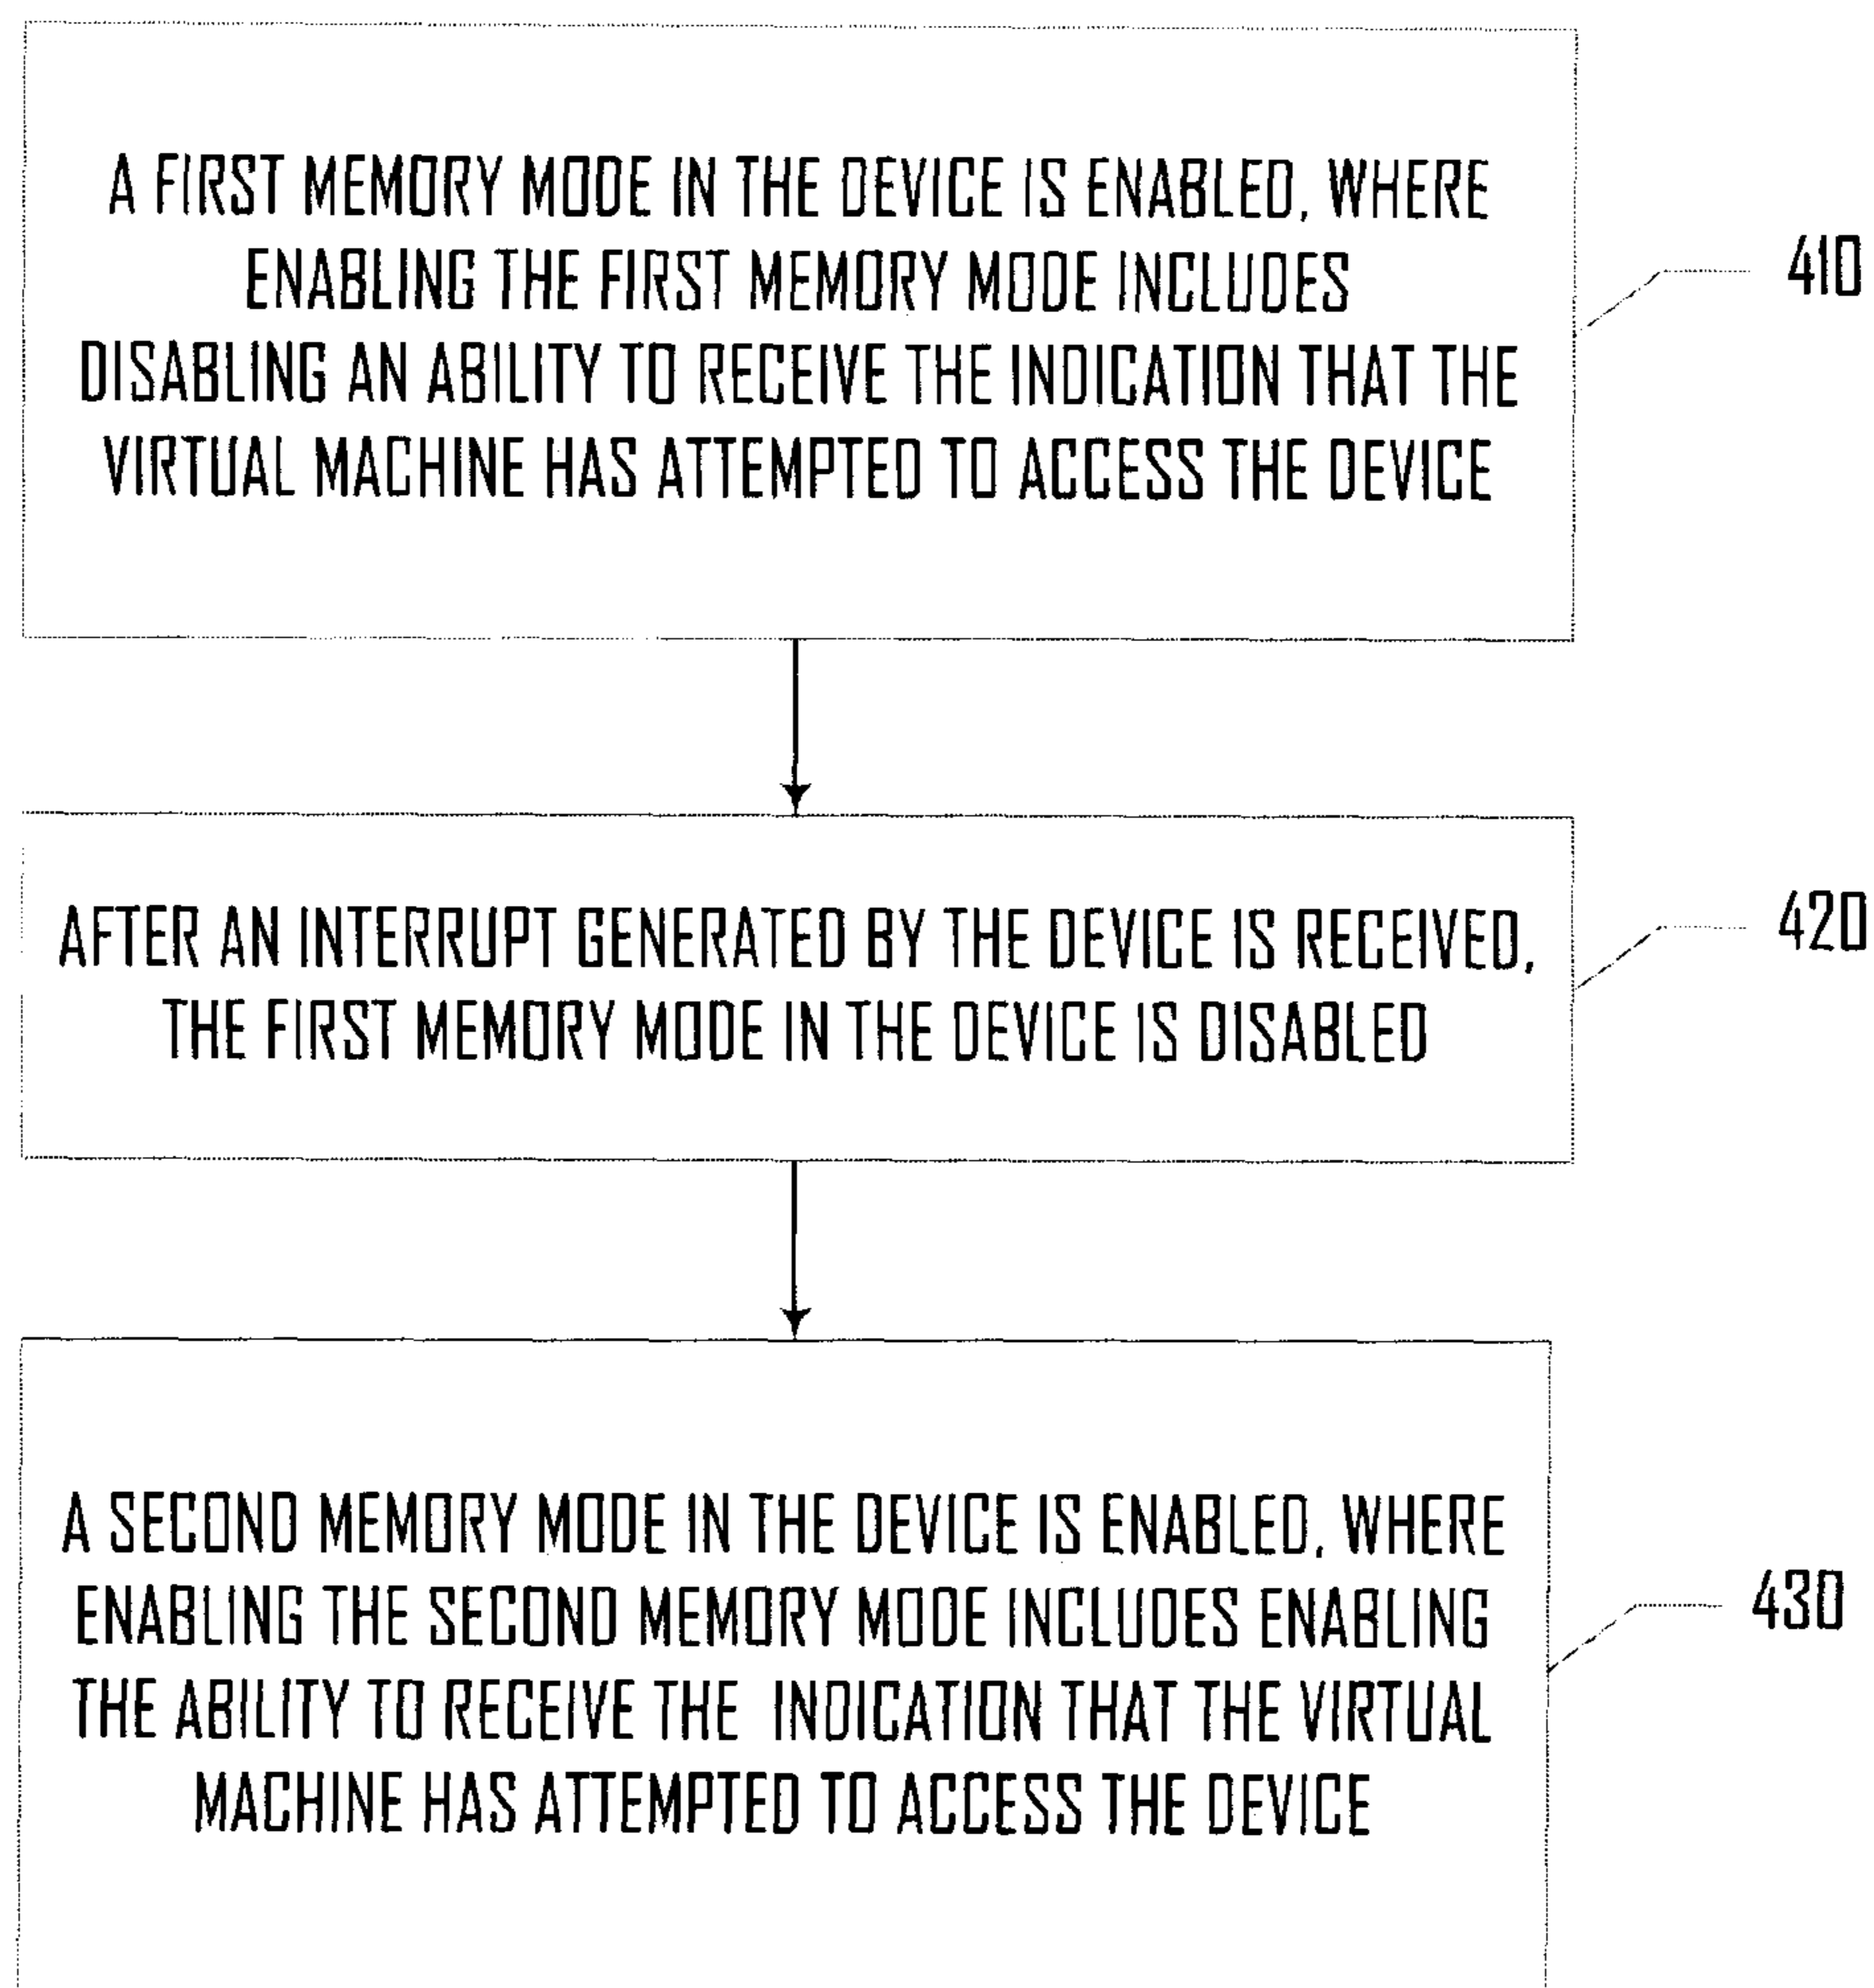 A FIRST MEMORY MODE IN THE DEVICE IS ENABLED, WHERE
ENABLING THE FIRST MEMORY MODE INCLUDES
DISABLING AN ABILITY TO RECEIVE THE INDICATION THAT THE
VIRTUAL MACHINE HAS ATTEMPTED TO ACCESS THE DEVICE
410
AFTER AN INTERRUPT GENERATED BY THE DEVICE IS RECEIVED,
THE FIRST MEMORY MODE IN THE DEVICE IS DISABLED
420
A SECOND MEMORY MODE IN THE DEVICE IS ENABLED, WHERE
ENABLING THE SECOND MEMORY MODE INCLUDES ENABLING
THE ABILITY TO RECEIVE THE INDICATION THAT THE VIRTUAL
MACHINE HAS ATTEMPTED TO ACCESS THE DEVICE
430